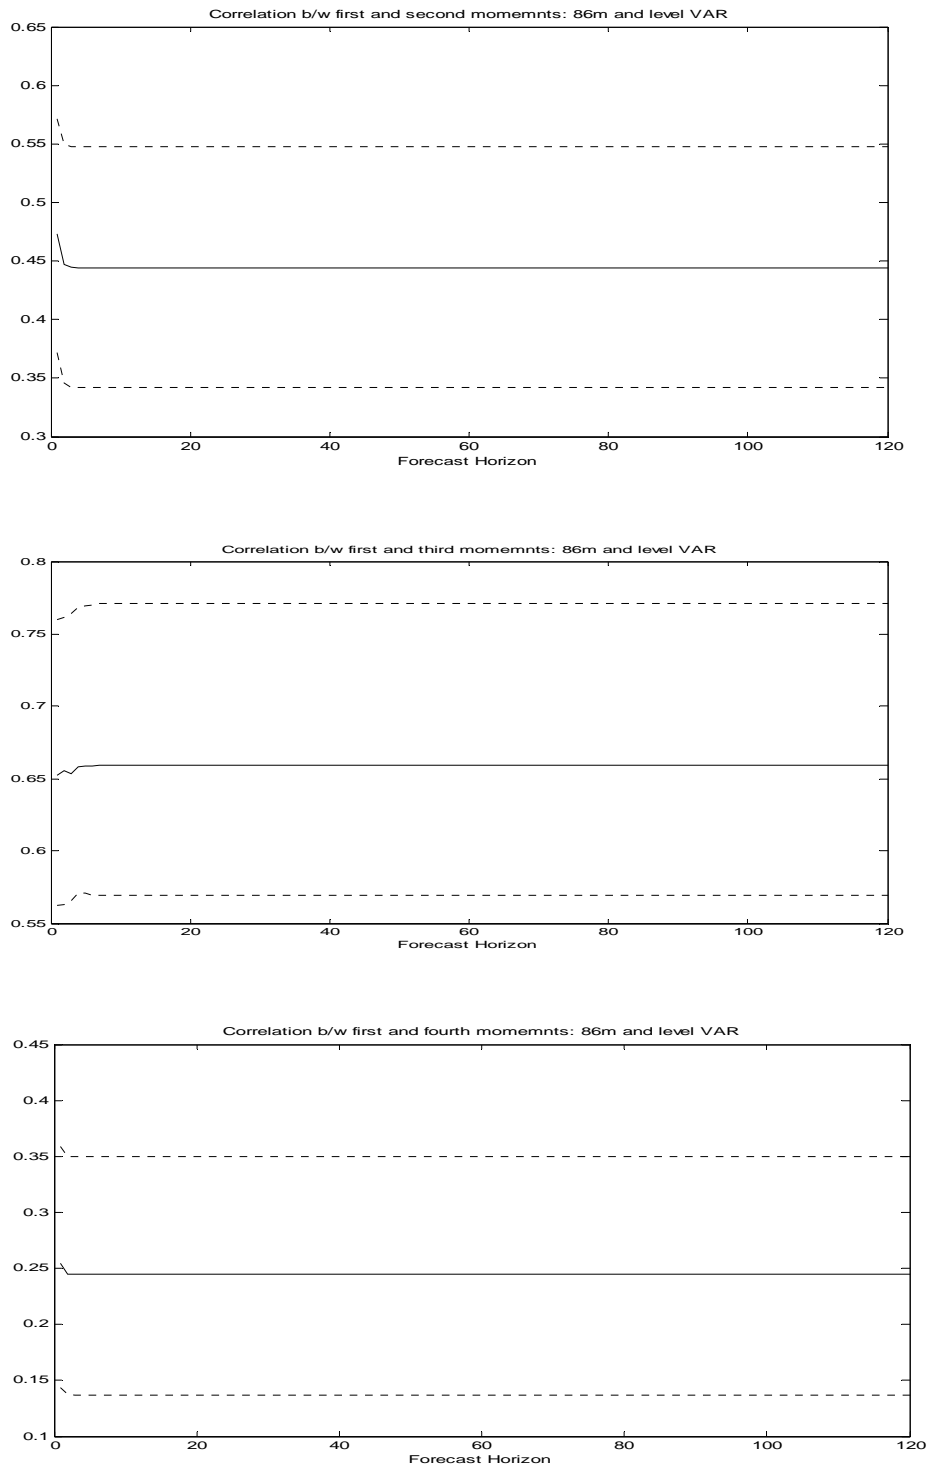 Correlation b/w first and second momemnts: 86m and level VAR
0.65
0.6
0.55
0.5
0.45
0.4
0.35
0.3
0 20 40 60 80 100 120
Forecast Horizon
Correlation b/w first and third momemnts: 86m and level VAR
0.8
0.75
0.7
0.65
0.6
0.55
0 20 40 60 80 100 120
Forecast Horizon
Correlation b/w first and fourth momemnts: 86m and level VAR
0.45
0.4
0.35
0.3
0.25
0.2
0.15
0.1
0 20 40 60 80 100 120
Forecast Horizon